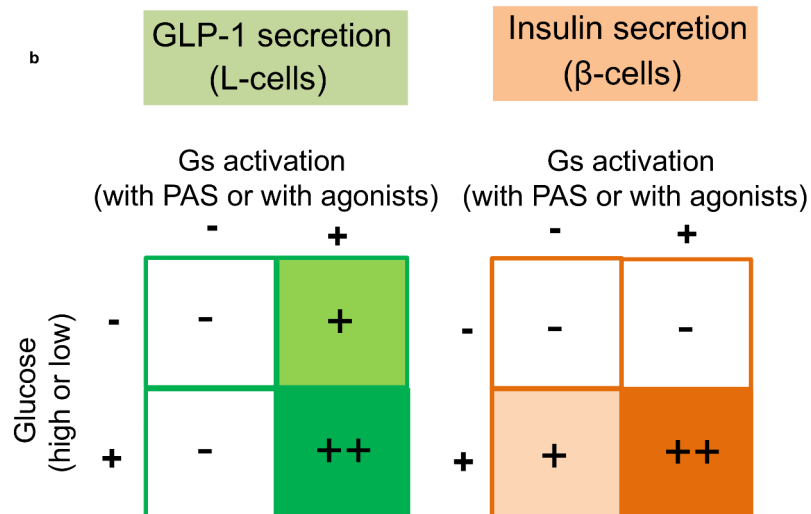 b
GLP-1 secretion
(L-cells)
Insulin secretion
(β-cells)
Gs activation
(with PAS or with agonists)
Gs activation
(with PAS or with agonists)
- +
- +
Glucose
(high or low)
- - +
- - -
+ - ++
+ + ++